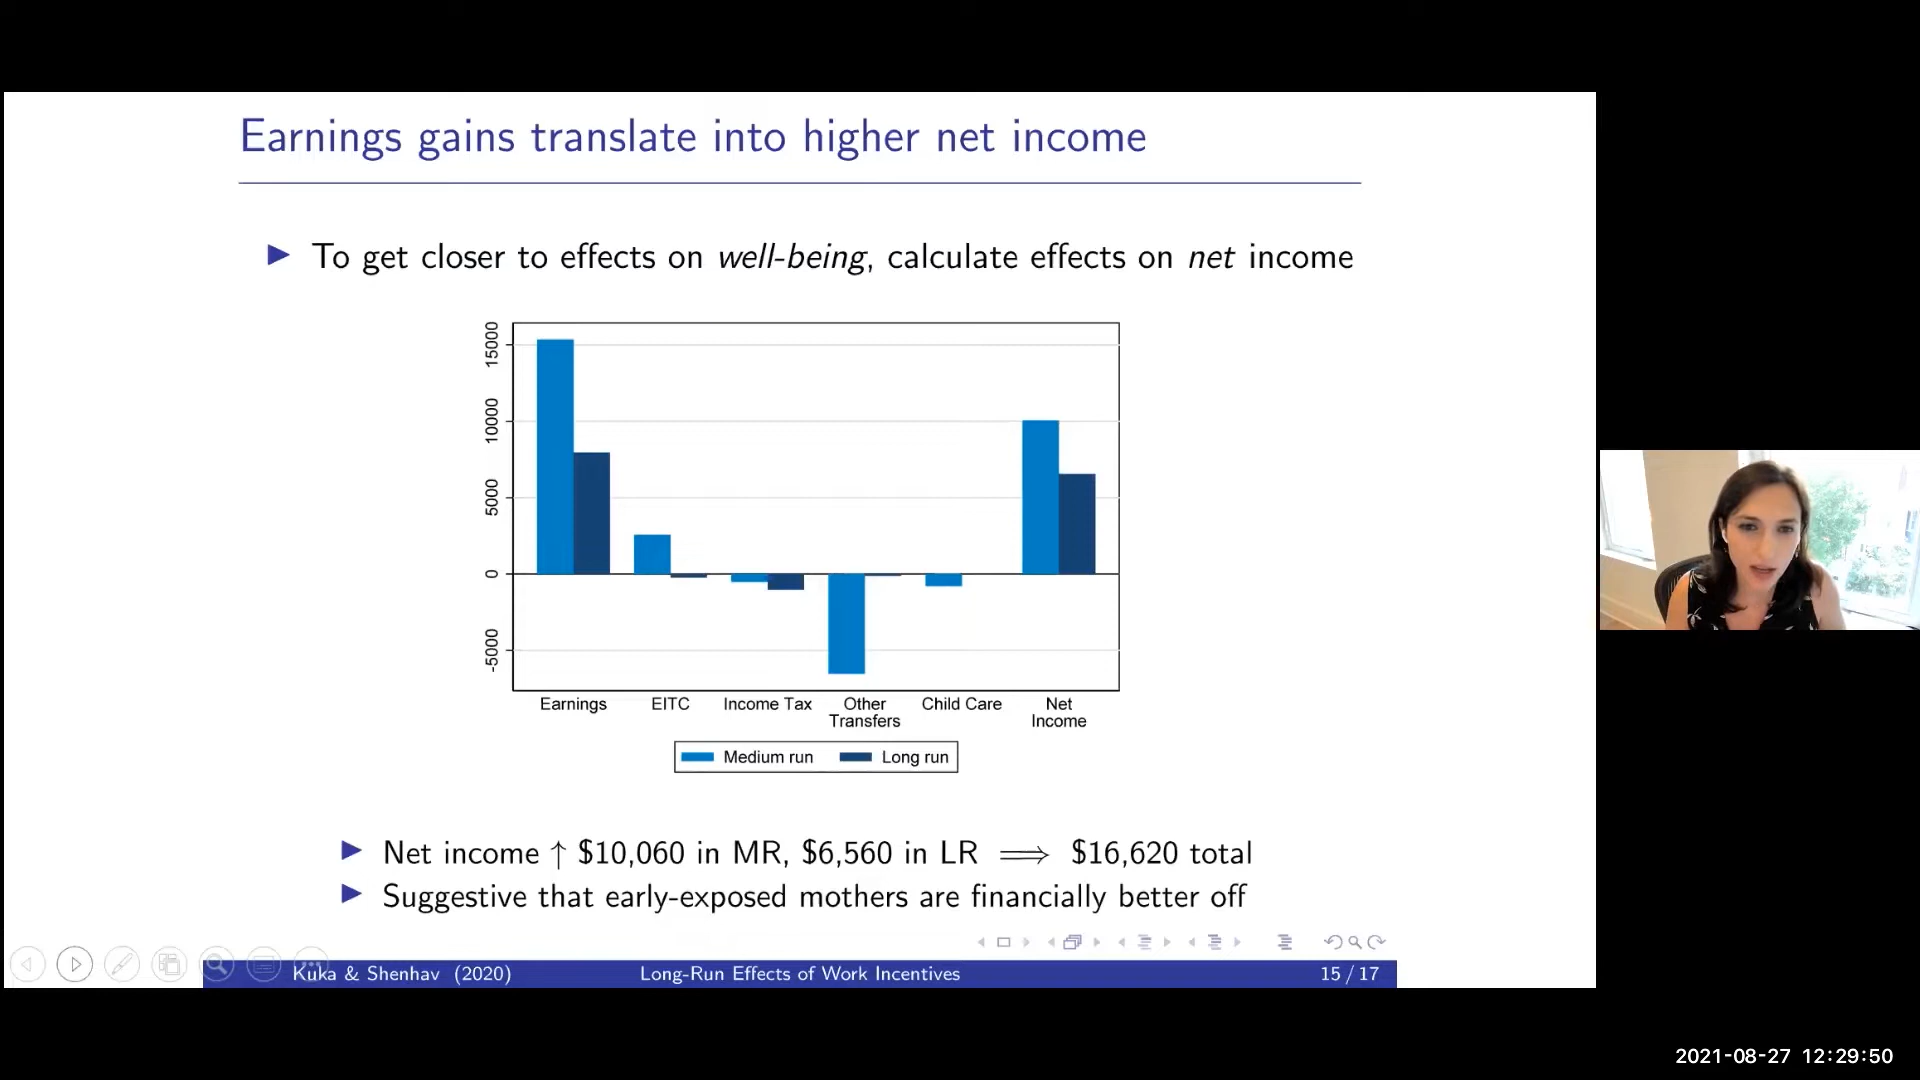 Earnings gains translate into higher net income
▶ To get closer to effects on well-being, calculate effects on net income
15000
10000
5000
0
-5000
Earnings EITC Income Tax Other Transfers Child Care Net Income
Medium run Long run
▶ Net income ↑ $10,060 in MR, $6,560 in LR ⟹ $16,620 total
▶ Suggestive that early-exposed mothers are financially better off
Kuka & Shenhav (2020) Long-Run Effects of Work Incentives 15 / 17
2021-08-27 12:29:50